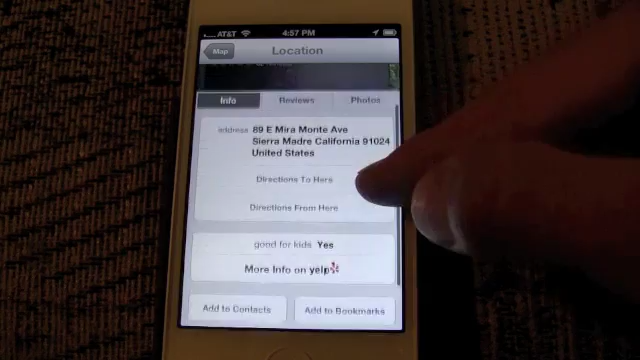 AT&T 4:57 PM
Map Location
Info Reviews Photos
address 89 E Mira Monte Ave
Sierra Madre California 91024
United States
Directions To Here
Directions From Here
good for kids Yes
More Info on yelp
Add to Contacts Add to Bookmarks